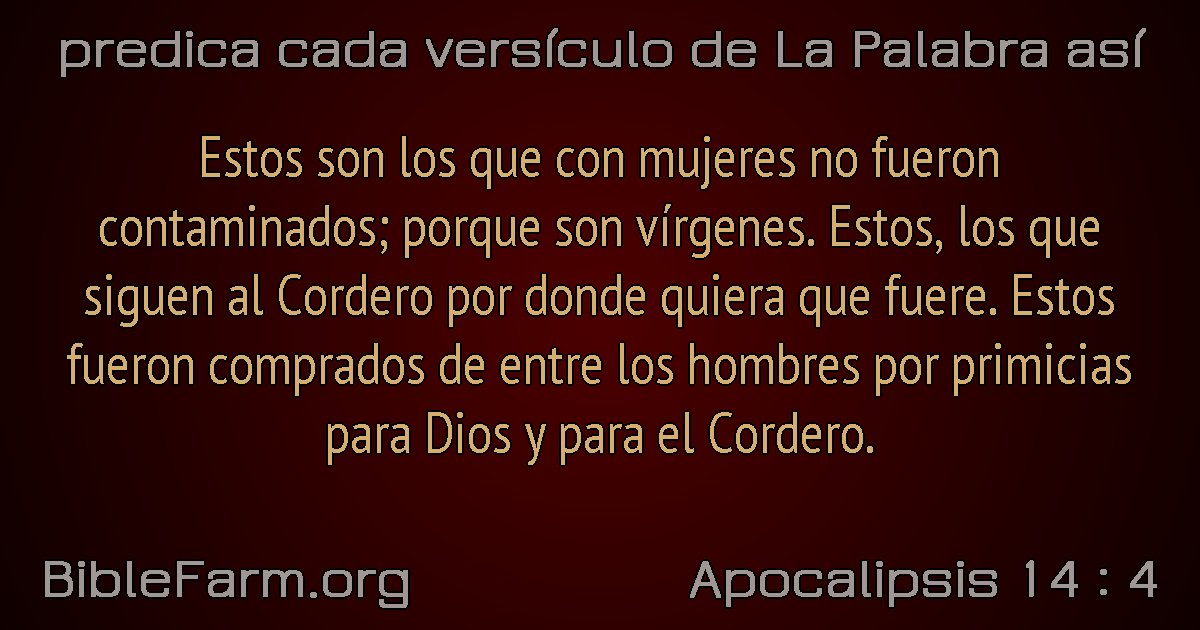 predica cada versículo de La Palabra así
Estos son los que con mujeres no fueron
contaminados; porque son vírgenes. Estos, los que
siguen al Cordero por donde quiera que fuere. Estos
fueron comprados de entre los hombres por primicias
para Dios y para el Cordero.
BibleFarm.org
Apocalipsis 14 : 4